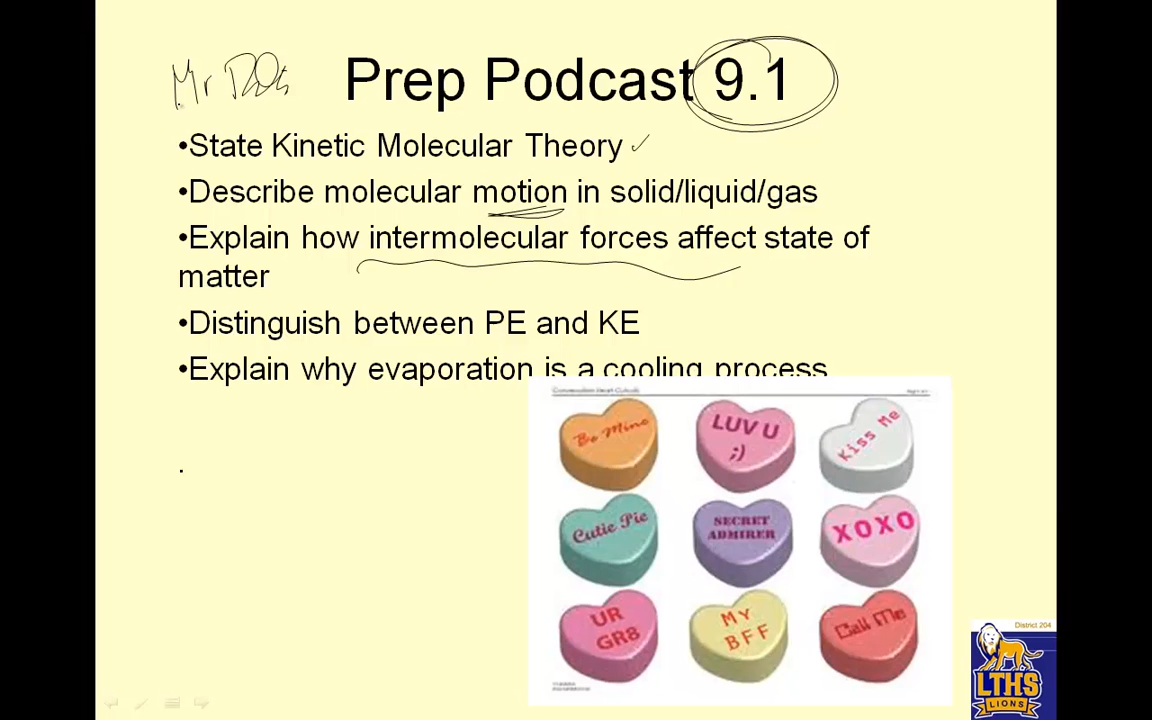 Mr
Prep Podcast 9.1
•State Kinetic Molecular Theory
•Describe molecular motion in solid/liquid/gas
•Explain how intermolecular forces affect state of
matter
•Distinguish between PE and KE
•Explain why evaporation is a cooling process
.
Be Mine
LUV U
;)
Kiss Me
Cutie Pie
SECRET
ADMIRER
XOXO
UR
GR8
MY
BFF
Call Me
District 204
LTHS
LIONS